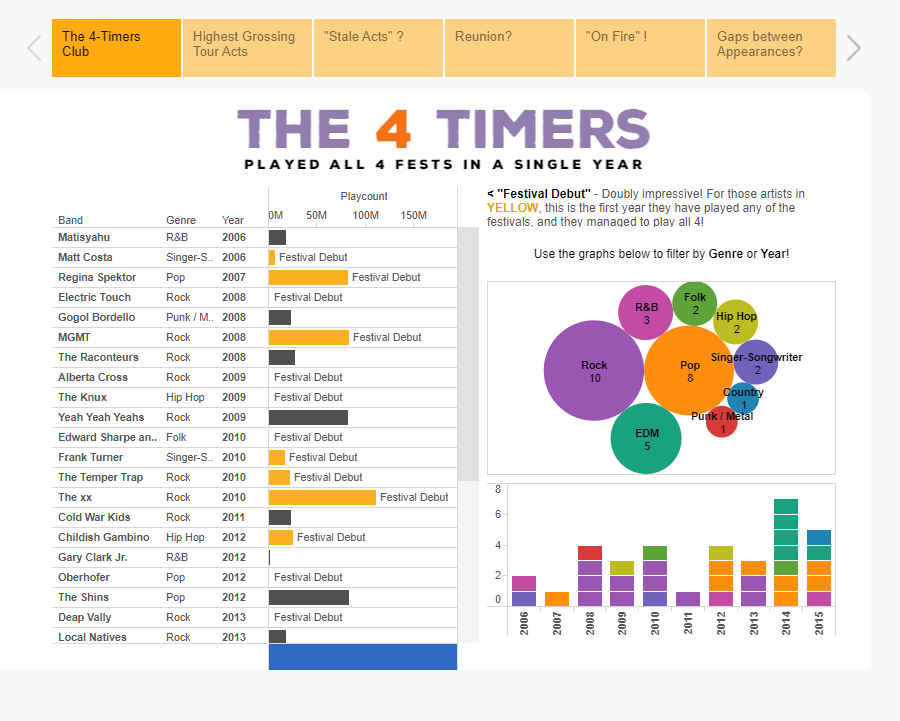 The 4-Timers
Club
Highest Grossing
Tour Acts
"Stale Acts" ?
Reunion?
"On Fire" !
Gaps between
Appearances?
THE 4 TIMERS
PLAYED ALL 4 FESTS IN A SINGLE YEAR
Playcount
Band Genre Year 0M 50M 100M 150M
Matisyahu R&B 2006
Matt Costa Singer-S.. 2006 Festival Debut
Regina Spektor Pop 2007 Festival Debut
Electric Touch Rock 2008 Festival Debut
Gogol Bordello Punk / M.. 2008
MGMT Rock 2008 Festival Debut
The Raconteurs Rock 2008
Alberta Cross Rock 2009 Festival Debut
The Knux Hip Hop 2009 Festival Debut
Yeah Yeah Yeahs Rock 2009
Edward Sharpe an.. Folk 2010 Festival Debut
Frank Turner Singer-S.. 2010 Festival Debut
The Temper Trap Rock 2010 Festival Debut
The xx Rock 2010 Festival Debut
Cold War Kids Rock 2011
Childish Gambino Hip Hop 2012 Festival Debut
Gary Clark Jr. R&B 2012
Oberhofer Pop 2012 Festival Debut
The Shins Pop 2012
Deap Vally Rock 2013 Festival Debut
Local Natives Rock 2013
< "Festival Debut" - Doubly impressive! For those artists in
YELLOW, this is the first year they have played any of the
festivals, and they managed to play all 4!
Use the graphs below to filter by Genre or Year!
R&B
3
Folk
2
Hip Hop
2
Rock
10
Pop
8
Singer-Songwriter
2
Country
1
Punk / Metal
1
EDM
5
8
6
4
2
0
2006 2007 2008 2009 2010 2011 2012 2013 2014 2015